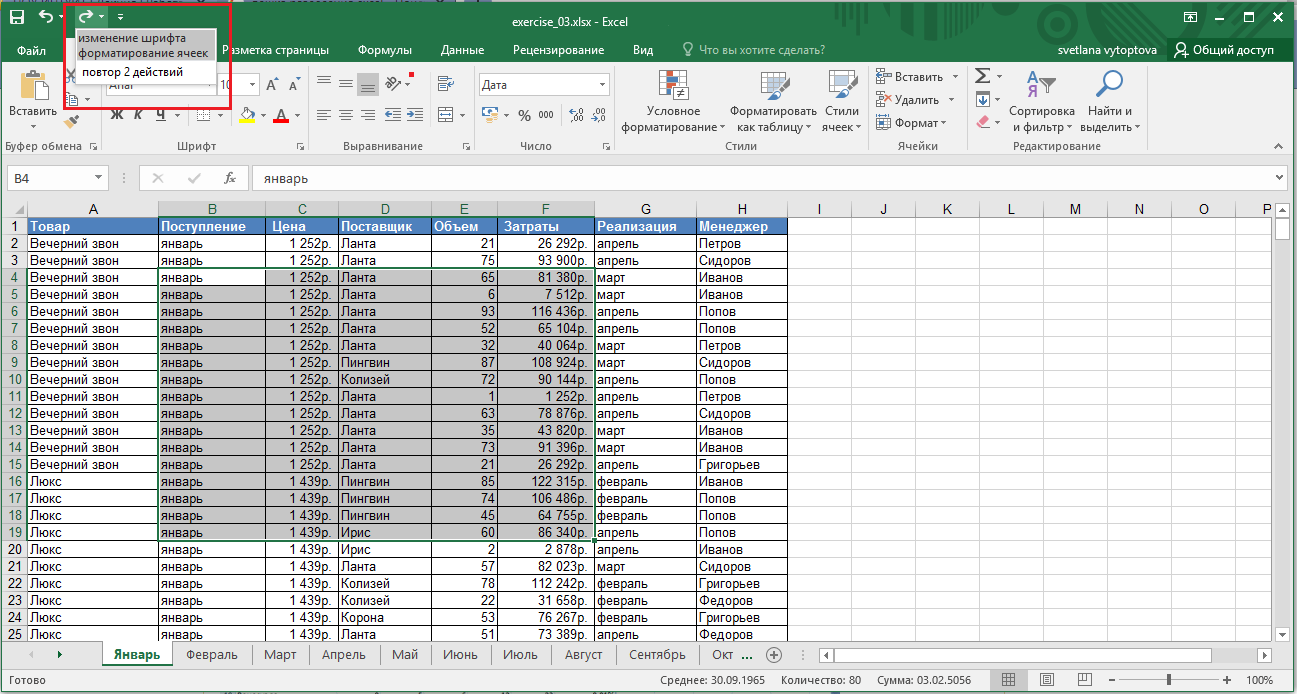 exercise_03.xlsx - Excel
изменение шрифта
форматирование ячеек
повтор 2 действий
Файл Разметка страницы Формулы Данные Рецензирование Вид Что вы хотите сделать? svetlana vytoptova Общий доступ
Вставить
Arial 10
Ж К Ч
Буфер обмена Шрифт Выравнивание Число Стили Ячейки Редактирование
Дата
% 000
Условное форматирование
Форматировать как таблицу
Стили ячеек
Вставить
Удалить
Формат
Сортировка и фильтр
Найти и выделить
B4 fx январь
A B C D E F G H I J K L M N O P
1 Товар Поступление Цена Поставщик Объем Затраты Реализация Менеджер
2 Вечерний звон январь 1 252р. Ланта 21 26 292р. апрель Петров
3 Вечерний звон январь 1 252р. Ланта 75 93 900р. апрель Сидоров
4 Вечерний звон январь 1 252р. Ланта 65 81 380р. март Иванов
5 Вечерний звон январь 1 252р. Ланта 6 7 512р. март Иванов
6 Вечерний звон январь 1 252р. Ланта 93 116 436р. апрель Попов
7 Вечерний звон январь 1 252р. Ланта 52 65 104р. апрель Попов
8 Вечерний звон январь 1 252р. Ланта 32 40 064р. март Петров
9 Вечерний звон январь 1 252р. Пингвин 87 108 924р. март Сидоров
10 Вечерний звон январь 1 252р. Колизей 72 90 144р. апрель Попов
11 Вечерний звон январь 1 252р. Ланта 1 1 252р. апрель Петров
12 Вечерний звон январь 1 252р. Ланта 63 78 876р. апрель Сидоров
13 Вечерний звон январь 1 252р. Ланта 35 43 820р. март Иванов
14 Вечерний звон январь 1 252р. Ланта 73 91 396р. март Иванов
15 Вечерний звон январь 1 252р. Ланта 21 26 292р. апрель Григорьев
16 Люкс январь 1 439р. Пингвин 85 122 315р. февраль Иванов
17 Люкс январь 1 439р. Пингвин 74 106 486р. февраль Попов
18 Люкс январь 1 439р. Пингвин 45 64 755р. февраль Попов
19 Люкс январь 1 439р. Ирис 60 86 340р. апрель Попов
20 Люкс январь 1 439р. Ирис 2 2 878р. апрель Иванов
21 Люкс январь 1 439р. Ланта 57 82 023р. март Сидоров
22 Люкс январь 1 439р. Колизей 78 112 242р. февраль Григорьев
23 Люкс январь 1 439р. Колизей 22 31 658р. февраль Федоров
24 Люкс январь 1 439р. Корона 53 76 267р. февраль Григорьев
25 Люкс январь 1 439р. Ланта 51 73 389р. апрель Федоров
Январь Февраль Март Апрель Май Июнь Июль Август Сентябрь Окт ...
Готово Среднее: 30.09.1965 Количество: 80 Сумма: 03.02.5056 100%